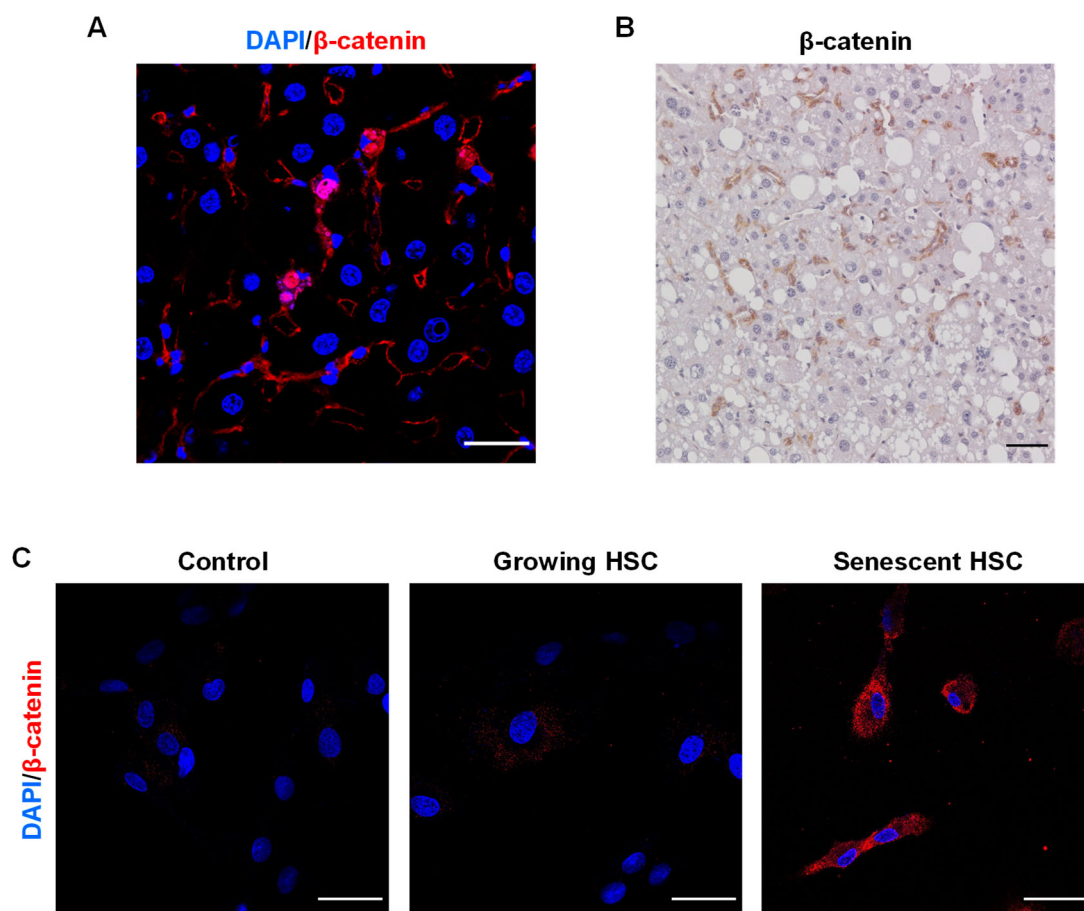 A
DAPI/β-catenin
B
β-catenin
C
Control
Growing HSC
Senescent HSC
DAPI/β-catenin